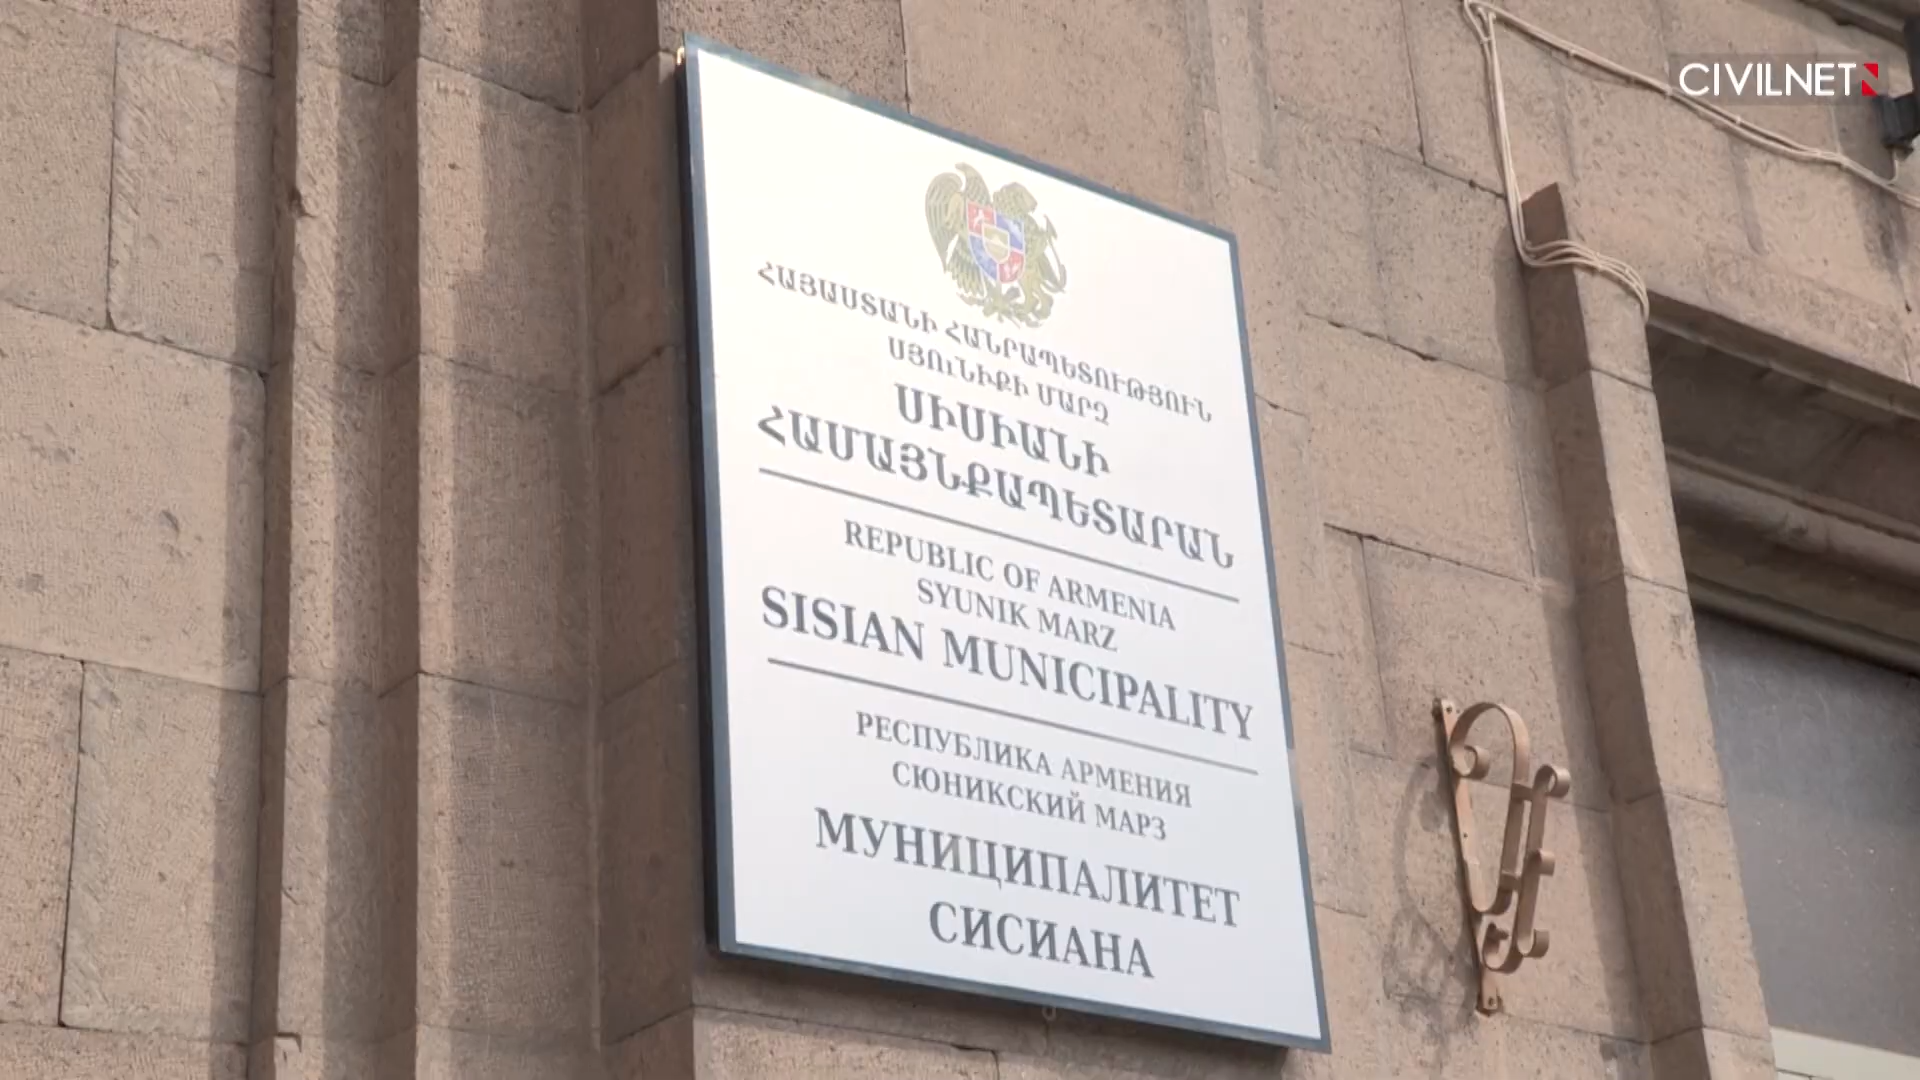 CIVILNET
ՀԱՅԱՍՏԱՆԻ ՀԱՆՐԱՊԵՏՈՒԹՅՈՒՆ
ՍՅՈւՆԻՔԻ ՄԱՐԶ
ՍԻՍԻԱՆԻ
ՀԱՄԱՅՆՔԱՊԵՏԱՐԱՆ
REPUBLIC OF ARMENIA
SYUNIK MARZ
SISIAN MUNICIPALITY
РЕСПУБЛИКА АРМЕНИЯ
СЮНИКСКИЙ МАРЗ
МУНИЦИПАЛИТЕТ
СИСИАНА